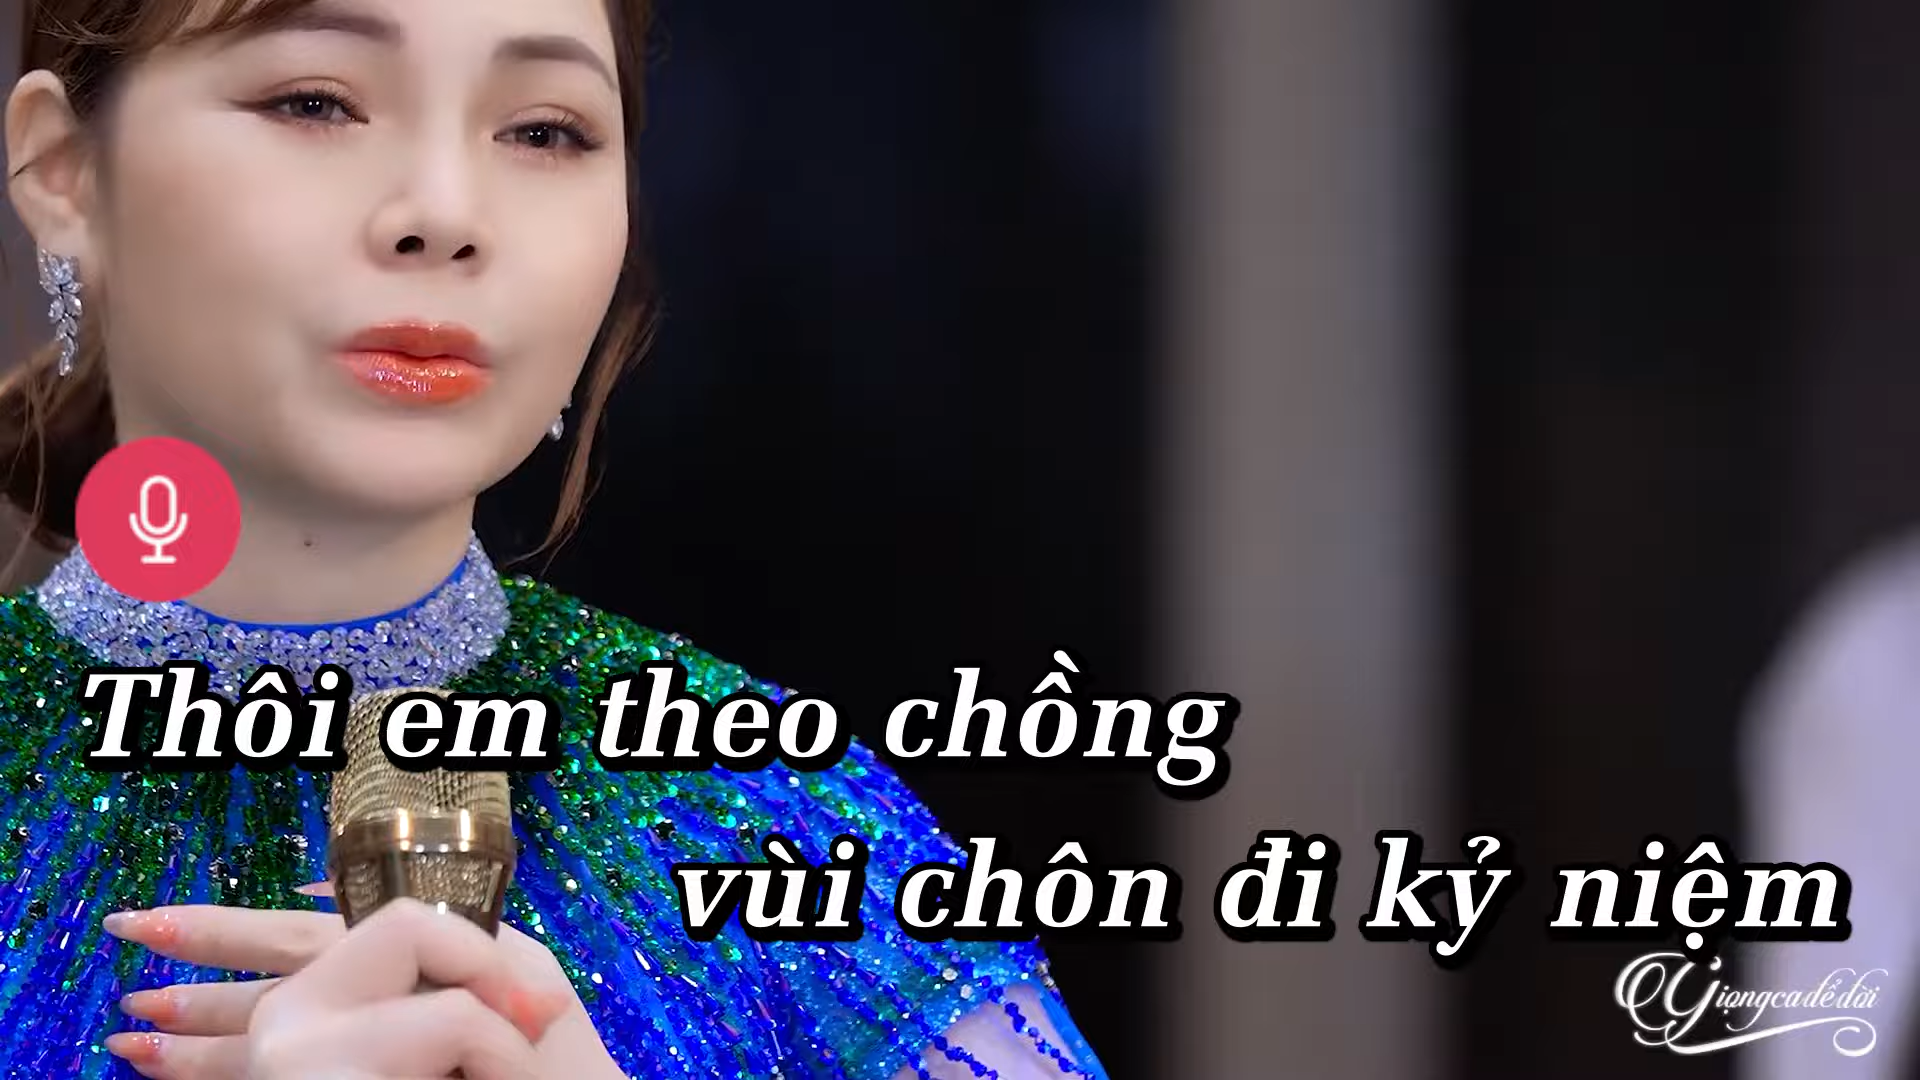 Thôi em theo chồng
vùi chôn đi kỷ niệm
Giọng ca để đời